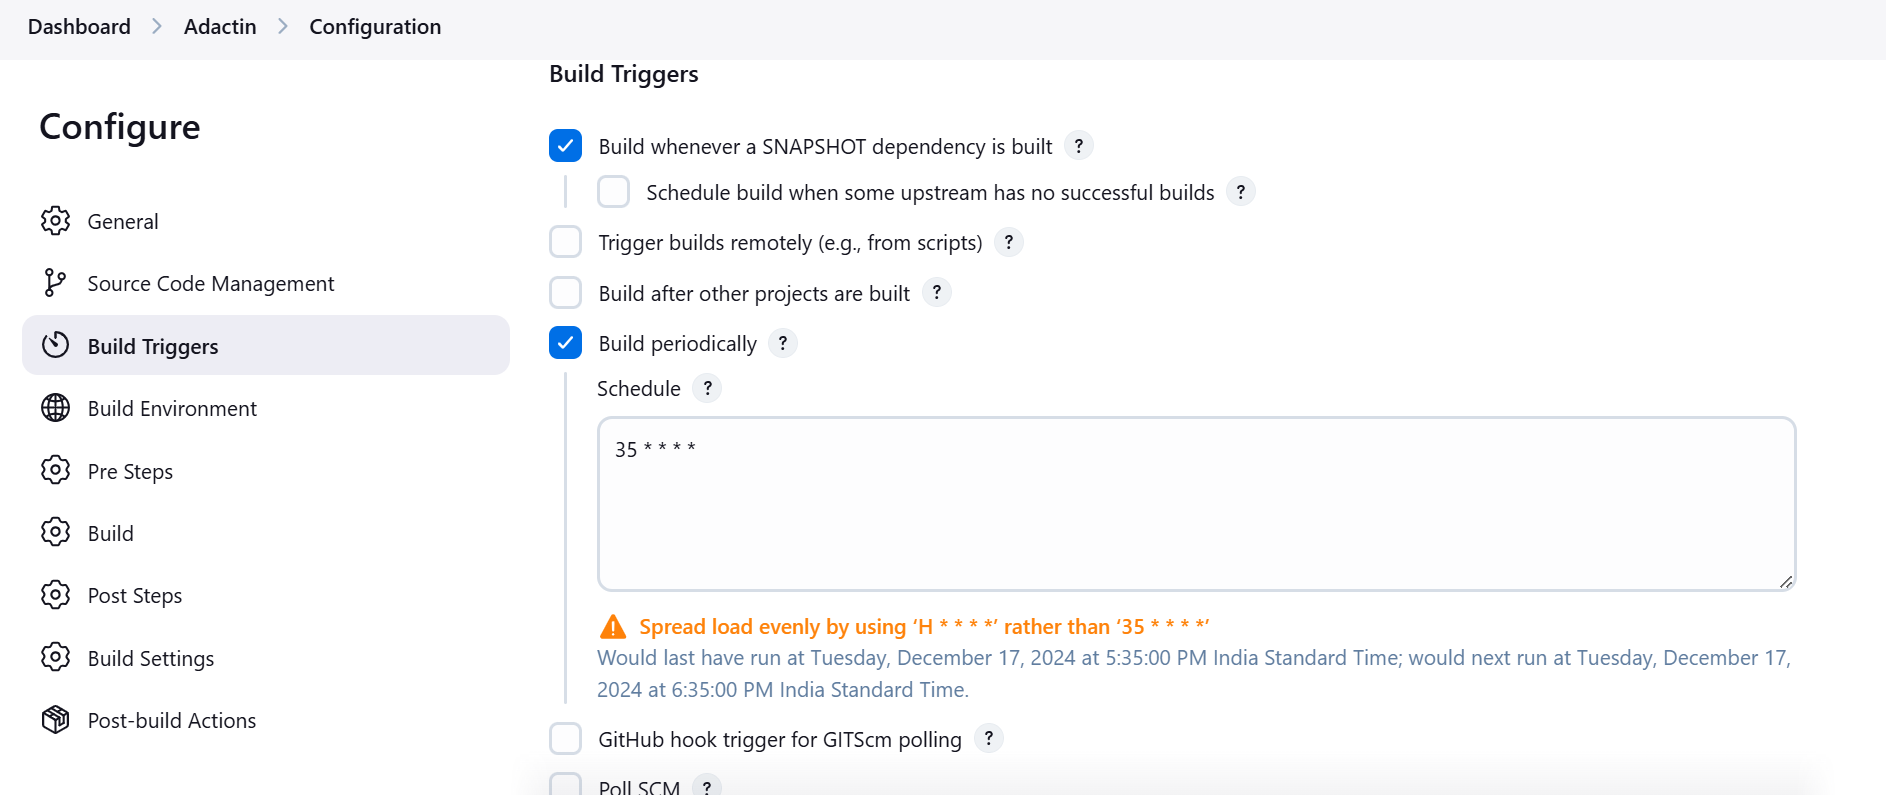 Dashboard > Adactin > Configuration
Configure
General
Source Code Management
Build Triggers
Build Environment
Pre Steps
Build
Post Steps
Build Settings
Post-build Actions
Build Triggers
Build whenever a SNAPSHOT dependency is built ?
Schedule build when some upstream has no successful builds ?
Trigger builds remotely (e.g., from scripts) ?
Build after other projects are built ?
Build periodically ?
Schedule ?
35 * * * *
Spread load evenly by using ‘H * * * *’ rather than ‘35 * * * *’
Would last have run at Tuesday, December 17, 2024 at 5:35:00 PM India Standard Time; would next run at Tuesday, December 17,
2024 at 6:35:00 PM India Standard Time.
GitHub hook trigger for GITScm polling ?
Poll SCM ?